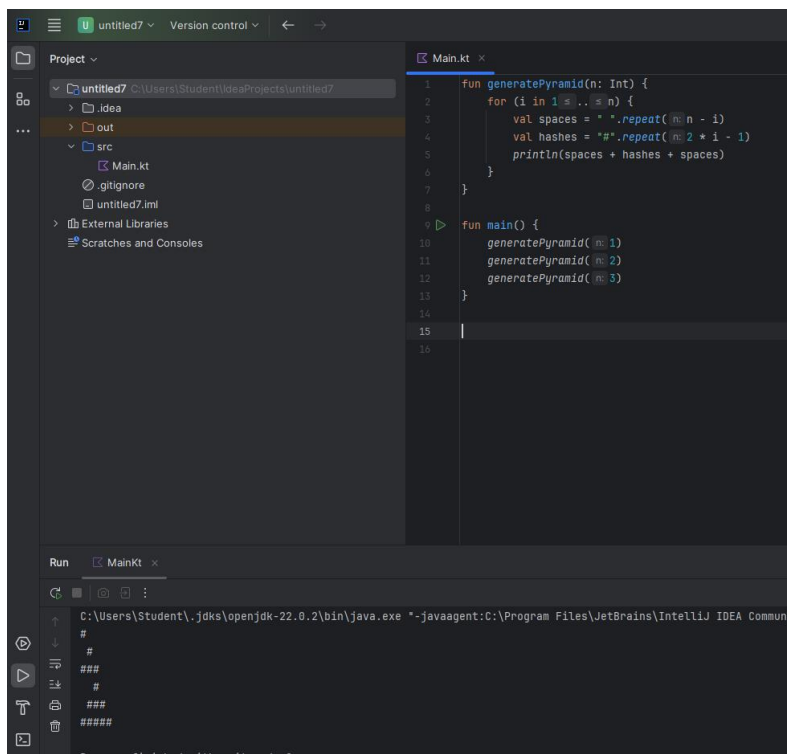 U untitled7 Version control
Project
Main.kt
untitled7 C:\Users\Student\IdeaProjects\untitled7
.idea
out
src
Main.kt
.gitignore
untitled7.iml
External Libraries
Scratches and Consoles
1 fun generatePyramid(n: Int) {
2 for (i in 1 ≤ .. ≤ n) {
3 val spaces = " ".repeat( n: n - i)
4 val hashes = "#".repeat( n: 2 * i - 1)
5 println(spaces + hashes + spaces)
6 }
7 }
8
9 fun main() {
10 generatePyramid( n: 1)
11 generatePyramid( n: 2)
12 generatePyramid( n: 3)
13 }
14
15
16
Run MainKt
C:\Users\Student\.jdks\openjdk-22.0.2\bin\java.exe "-javaagent:C:\Program Files\JetBrains\IntelliJ IDEA Commun
#
 #
###
  #
 ###
#####